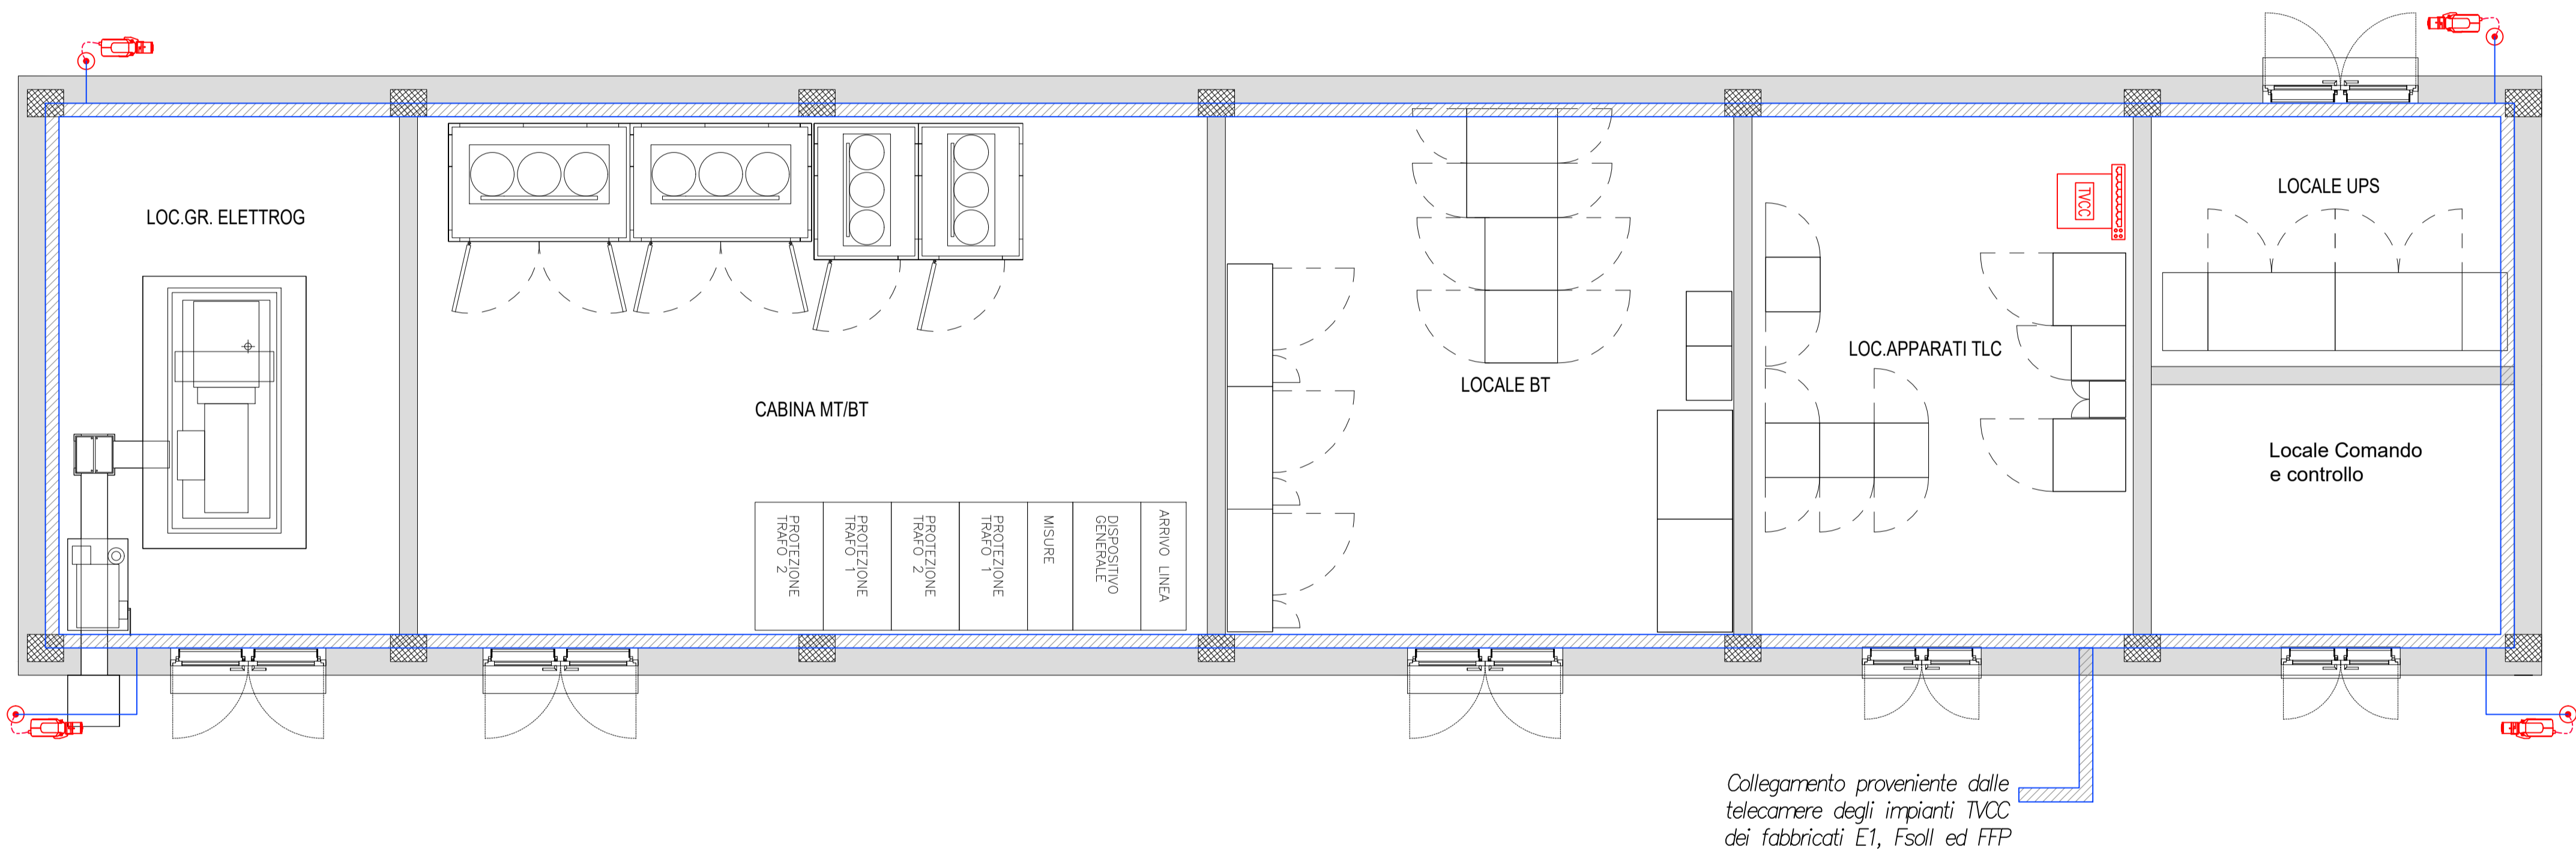 LOC.GR. ELETTROG
CABINA MT/BT
PROTEZIONE
TRAFO 2
PROTEZIONE
TRAFO 1
PROTEZIONE
TRAFO 2
PROTEZIONE
TRAFO 1
MISURE
DISPOSITIVO
GENERALE
ARRIVO LINEA
LOCALE BT
LOC.APPARATI TLC
TVCC
LOCALE UPS
Locale Comando
e controllo
Collegamento proveniente dalle
telecamere degli impianti TVCC
dei fabbricati E1, Fsoll ed FFP